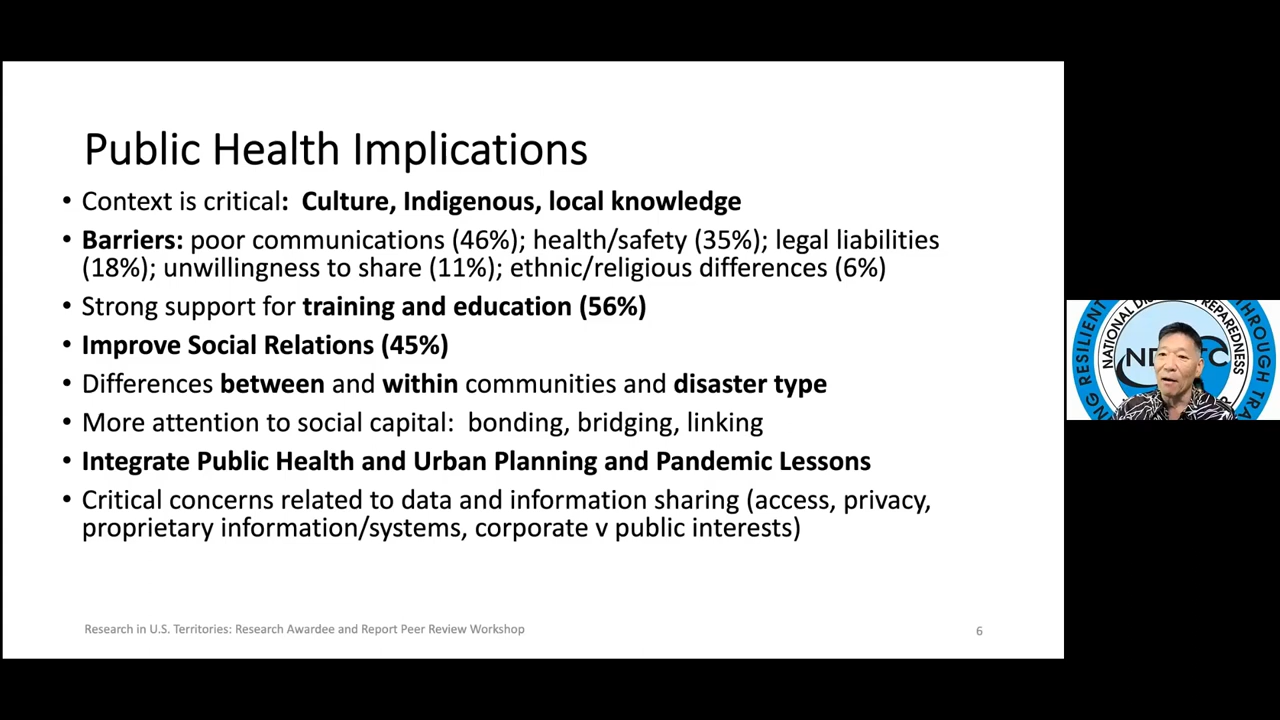 Public Health Implications
• Context is critical: Culture, Indigenous, local knowledge
• Barriers: poor communications (46%); health/safety (35%); legal liabilities
(18%); unwillingness to share (11%); ethnic/religious differences (6%)
• Strong support for training and education (56%)
• Improve Social Relations (45%)
• Differences between and within communities and disaster type
• More attention to social capital:  bonding, bridging, linking
• Integrate Public Health and Urban Planning and Pandemic Lessons
• Critical concerns related to data and information sharing (access, privacy,
proprietary information/systems, corporate v public interests)
Research in U.S. Territories: Research Awardee and Report Peer Review Workshop
6
RESILIENT
THROUGH
NATIONAL
PREPAREDNESS